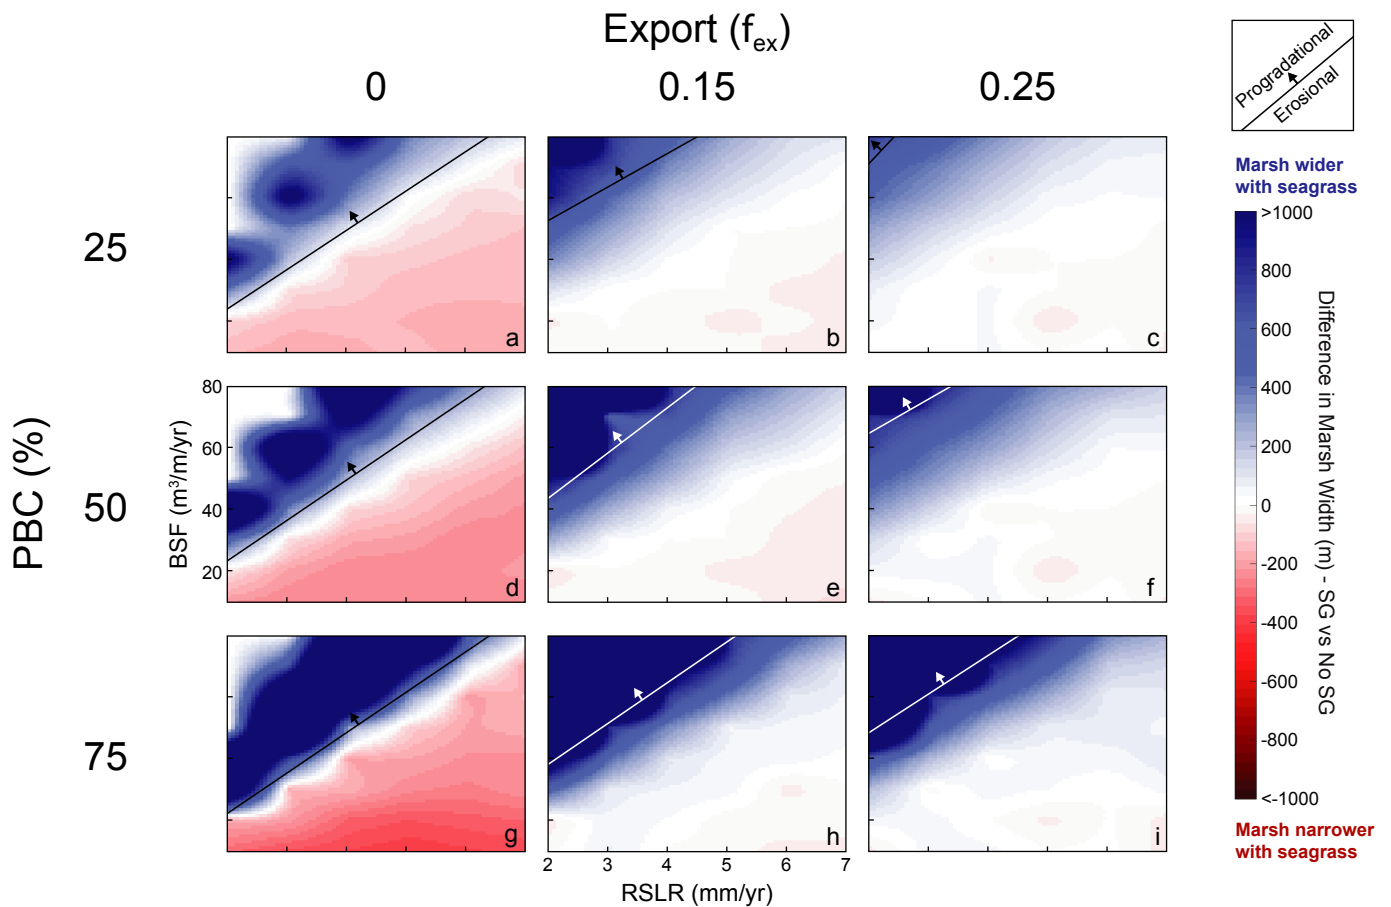 Export (fex)
0
0.15
0.25
Progradational
Erosional
25
a
b
c
Marsh wider
with seagrass
>1000
800
600
400
200
0
-200
-400
-600
-800
<-1000
Difference in Marsh Width (m) - SG vs No SG
Marsh narrower
with seagrass
PBC (%)
50
BSF (m³/m/yr)
80
60
40
20
d
e
f
75
g
h
i
2
3
4
5
6
7
RSLR (mm/yr)